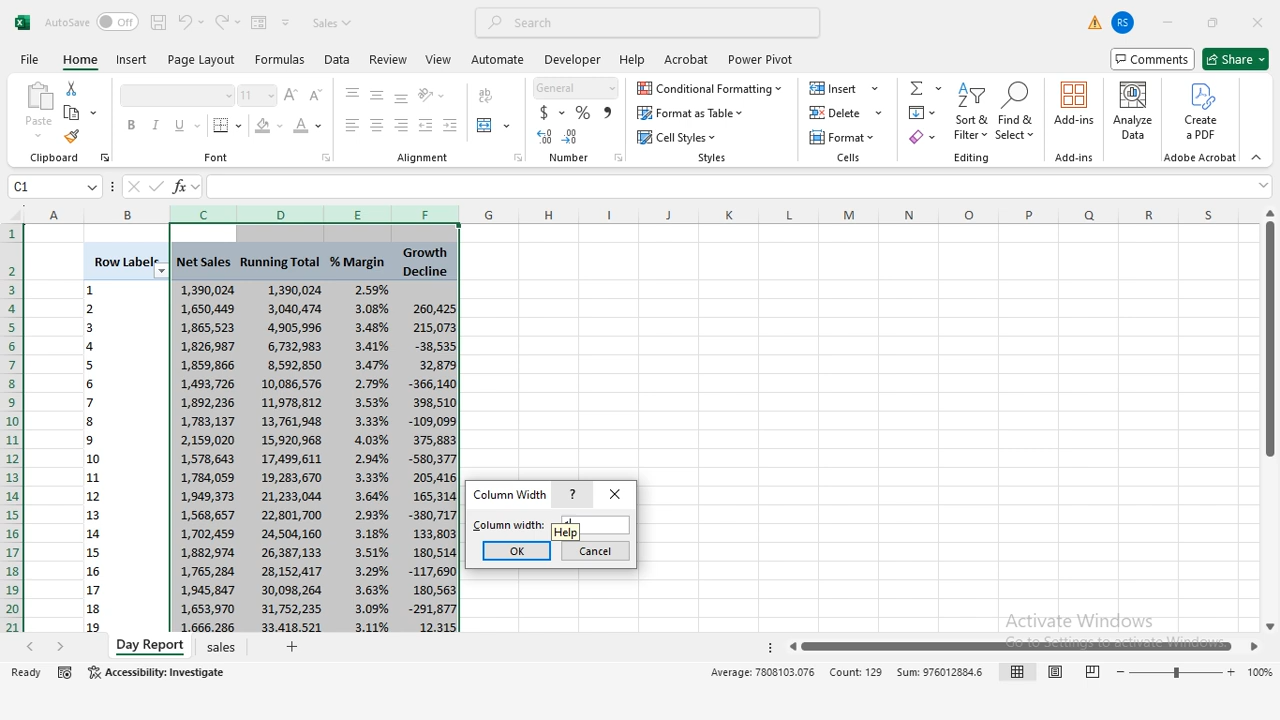 AutoSave Off Sales Search RS
File Home Insert Page Layout Formulas Data Review View Automate Developer Help Acrobat Power Pivot Comments Share
Paste 11 General Conditional Formatting Insert Sort & Find & Add-ins Analyze Create
B I U $ % Format as Table Delete Filter Select Data a PDF
Cell Styles Format
Clipboard Font Alignment Number Styles Cells Editing Add-ins Adobe Acrobat
C1 fx
A B C D E F G H I J K L M N O P Q R S
1
2 Row Labels Net Sales Running Total % Margin Growth Decline
3 1 1,390,024 1,390,024 2.59%
4 2 1,650,449 3,040,474 3.08% 260,425
5 3 1,865,523 4,905,996 3.48% 215,073
6 4 1,826,987 6,732,983 3.41% -38,535
7 5 1,859,866 8,592,850 3.47% 32,879
8 6 1,493,726 10,086,576 2.79% -366,140
9 7 1,892,236 11,978,812 3.53% 398,510
10 8 1,783,137 13,761,948 3.33% -109,099
11 9 2,159,020 15,920,968 4.03% 375,883
12 10 1,578,643 17,499,611 2.94% -580,377
13 11 1,784,059 19,283,670 3.33% 205,416
14 12 1,949,373 21,233,044 3.64% 165,314
15 13 1,568,657 22,801,700 2.93% -380,717
16 14 1,702,459 24,504,160 3.18% 133,803
17 15 1,882,974 26,387,133 3.51% 180,514
18 16 1,765,284 28,152,417 3.29% -117,690
19 17 1,945,847 30,098,264 3.63% 180,563
20 18 1,653,970 31,752,235 3.09% -291,877
21 19 1,666,286 33,418,521 3.11% 12,315
Column Width ?
Column width:
Help
OK Cancel
Activate Windows
Go to Settings to activate Windows.
Day Report sales
Ready Accessibility: Investigate Average: 7808103.076 Count: 129 Sum: 976012884.6 100%